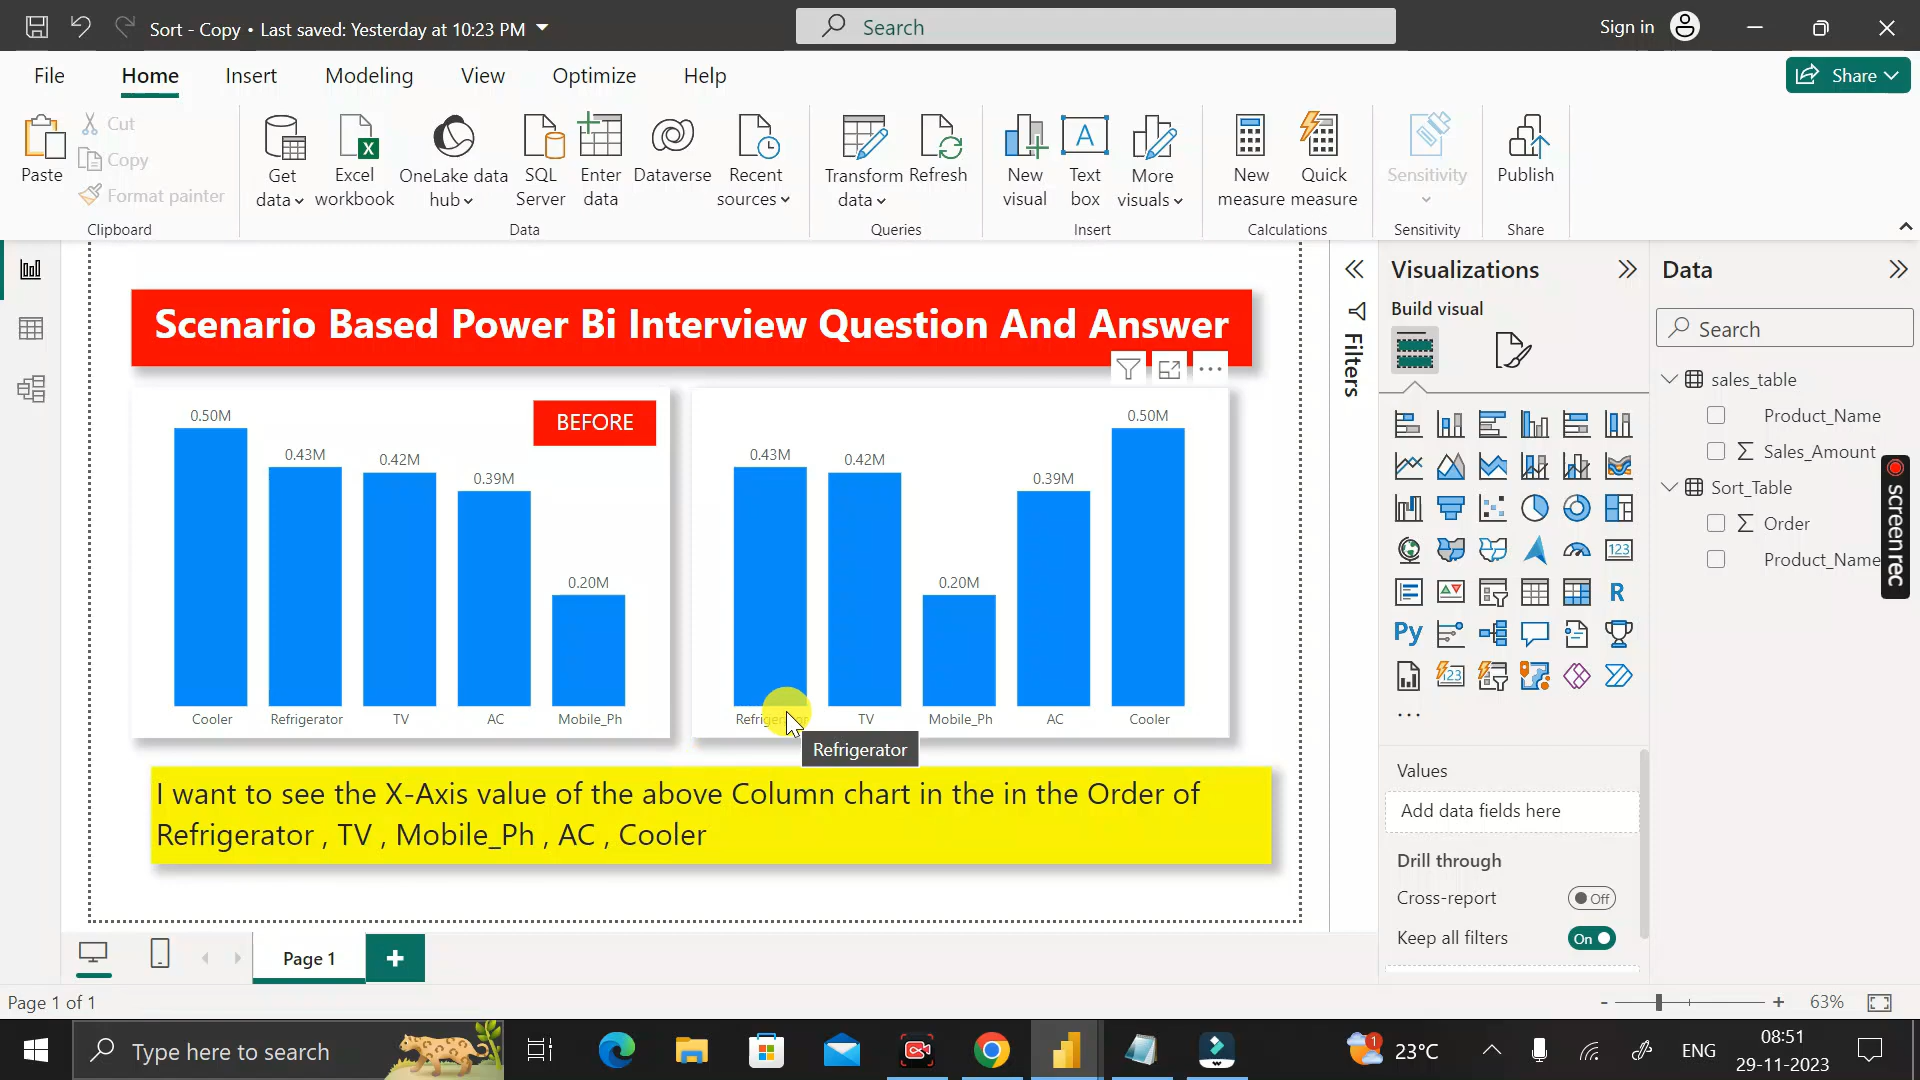 Sort - Copy • Last saved: Yesterday at 10:23 PM
Search
Sign in
File
Home
Insert
Modeling
View
Optimize
Help
Share
Paste
Cut
Copy
Format painter
Clipboard
Get data
Excel workbook
OneLake data hub
SQL Server
Enter data
Dataverse
Recent sources
Data
Transform data
Refresh
Queries
New visual
Text box
More visuals
Insert
New measure
Quick measure
Calculations
Sensitivity
Sensitivity
Publish
Share
Scenario Based Power Bi Interview Question And Answer
BEFORE
0.50M
0.43M
0.42M
0.39M
0.20M
Cooler
Refrigerator
TV
AC
Mobile_Ph
0.43M
0.42M
0.20M
0.39M
0.50M
Refrigerator
TV
Mobile_Ph
AC
Cooler
Refrigerator
I want to see the X-Axis value of the above Column chart in the in the Order of
Refrigerator , TV , Mobile_Ph , AC , Cooler
Filters
Visualizations
Build visual
123
R
Py
123
Values
Add data fields here
Drill through
Cross-report
Off
Keep all filters
On
Data
Search
sales_table
Product_Name
Sales_Amount
Sort_Table
Order
Product_Name
screen rec
Page 1
Page 1 of 1
63%
Type here to search
1
23°C
ENG
08:51
29-11-2023